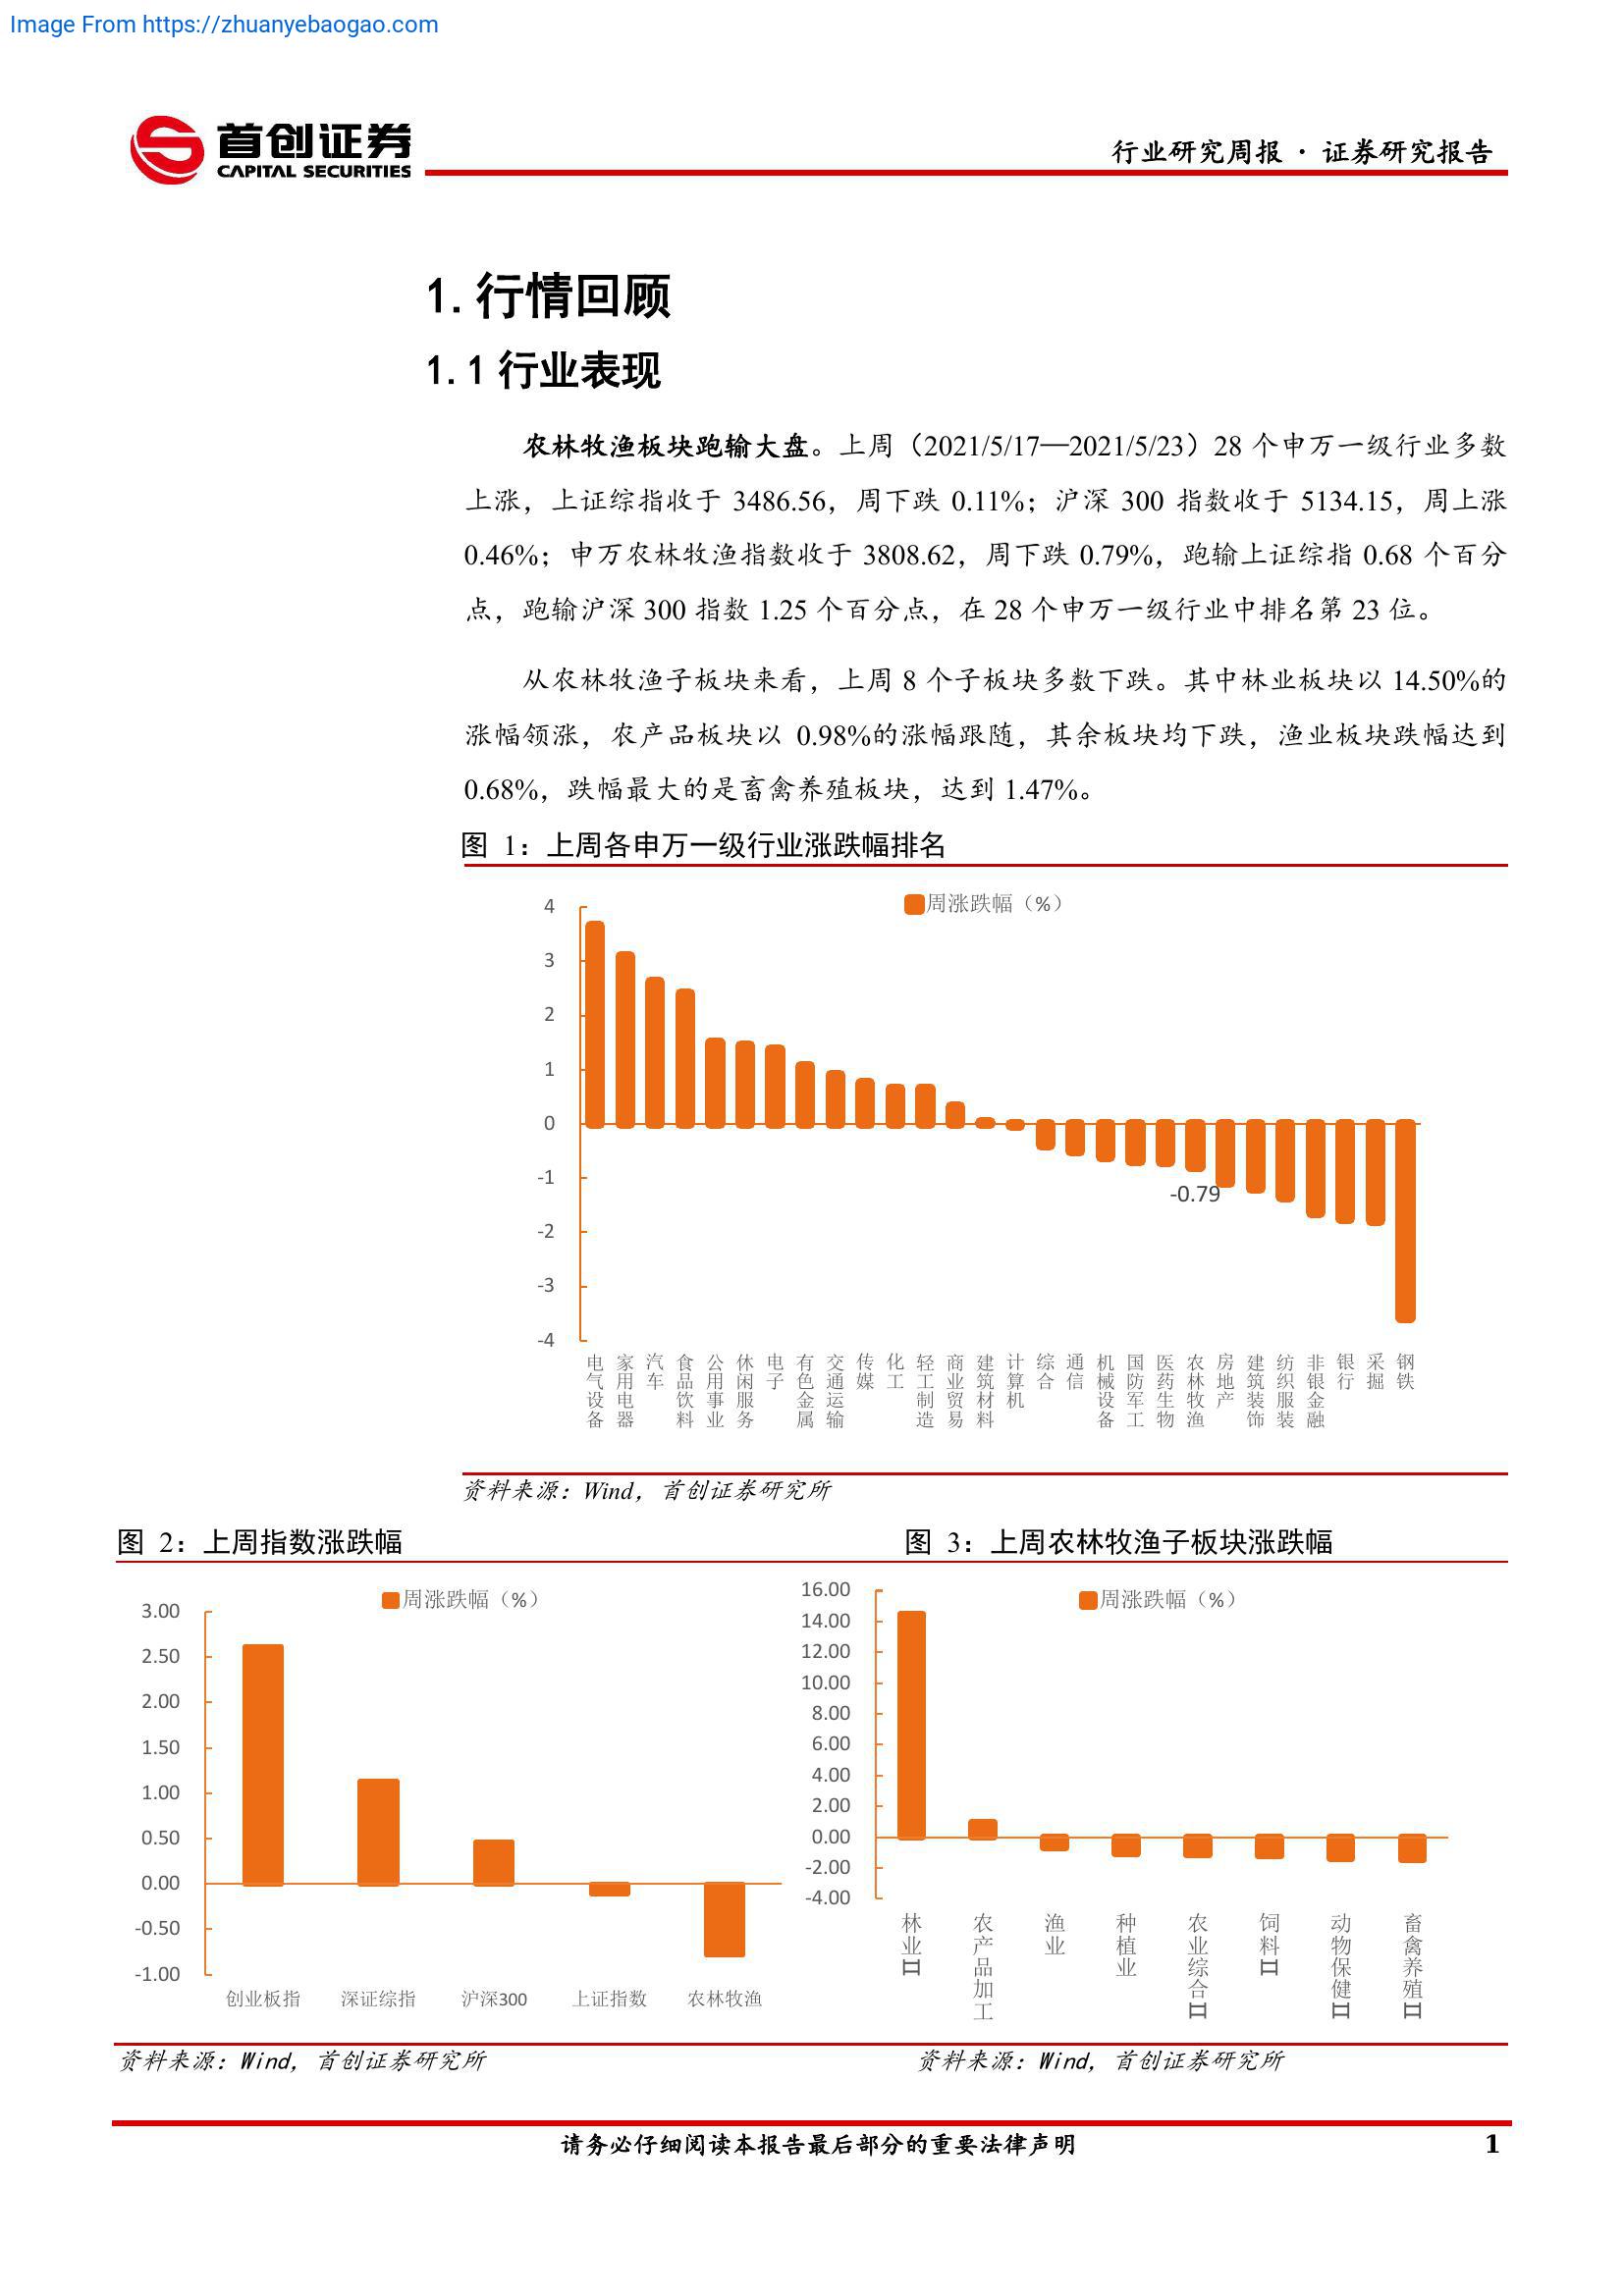 Image From https://zhuanyebaogao.com
首创证券
CAPITAL SECURITIES
行业研究周报 · 证券研究报告
1.行情回顾
1.1 行业表现
农林牧渔板块跑输大盘。上周（2021/5/17—2021/5/23）28 个申万一级行业多数
上涨，上证综指收于 3486.56，周下跌 0.11%；沪深 300 指数收于 5134.15，周上涨
0.46%；申万农林牧渔指数收于 3808.62，周下跌 0.79%，跑输上证综指 0.68 个百分
点，跑输沪深 300 指数 1.25 个百分点，在 28 个申万一级行业中排名第 23 位。
从农林牧渔子板块来看，上周 8 个子板块多数下跌。其中林业板块以 14.50%的
涨幅领涨，农产品板块以 0.98%的涨幅跟随，其余板块均下跌，渔业板块跌幅达到
0.68%，跌幅最大的是畜禽养殖板块，达到 1.47%。
图 1：上周各申万一级行业涨跌幅排名
周涨跌幅（%）
4
3
2
1
0
-1
-2
-3
-4
-0.79
电气设备
家用电器
汽车
食品饮料
公用事业
休闲服务
电子
有色金属
交通运输
传媒
化工
轻工制造
商业贸易
建筑材料
计算机
综合
通信
机械设备
国防军工
医药生物
农林牧渔
房地产
建筑装饰
纺织服装
非银金融
银行
采掘
钢铁
资料来源：Wind，首创证券研究所
图 2：上周指数涨跌幅
周涨跌幅（%）
3.00
2.50
2.00
1.50
1.00
0.50
0.00
-0.50
-1.00
创业板指
深证综指
沪深300
上证指数
农林牧渔
资料来源：Wind，首创证券研究所
图 3：上周农林牧渔子板块涨跌幅
周涨跌幅（%）
16.00
14.00
12.00
10.00
8.00
6.00
4.00
2.00
0.00
-2.00
-4.00
林业Ⅱ
农产品加工
渔业
种植业
农业综合Ⅱ
饲料Ⅱ
动物保健Ⅱ
畜禽养殖Ⅱ
资料来源：Wind，首创证券研究所
请务必仔细阅读本报告最后部分的重要法律声明
1